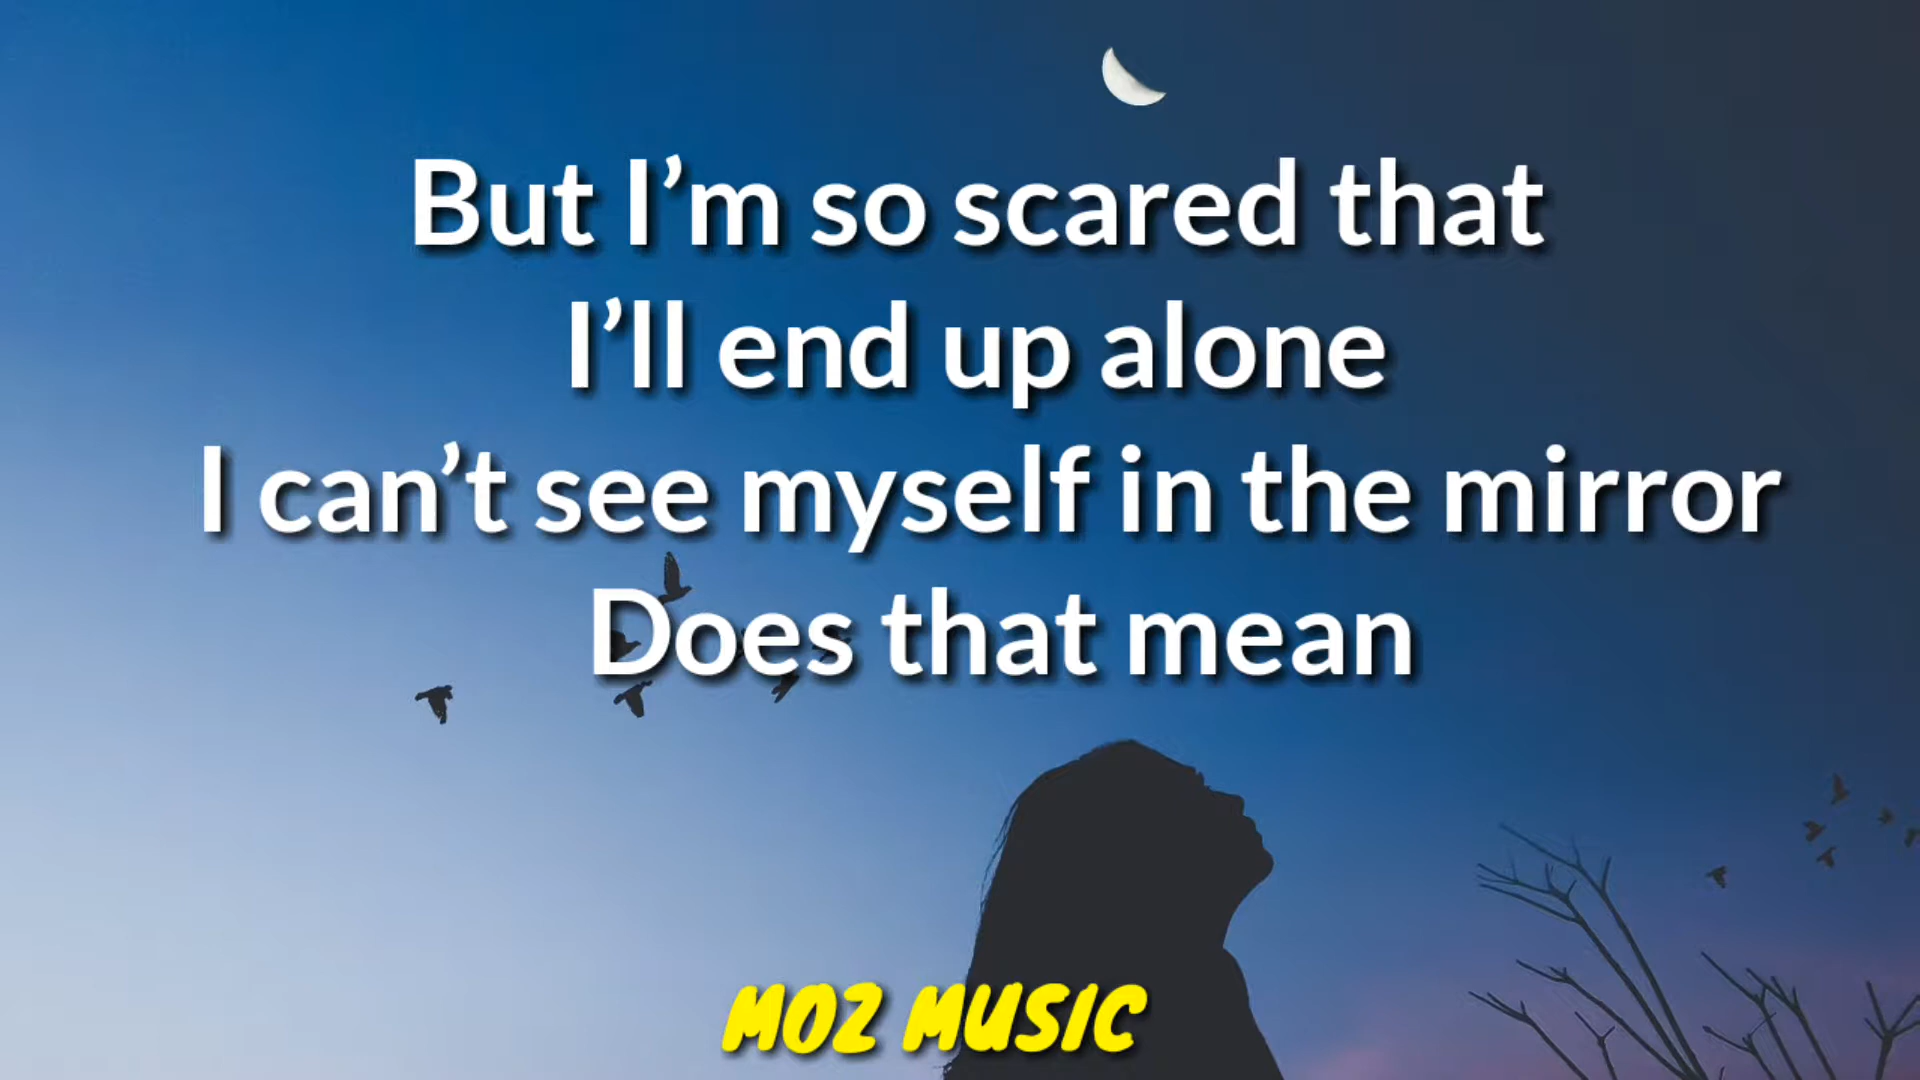 But I’m so scared that
I’ll end up alone
I can’t see myself in the mirror
Does that mean
MOZ MUSIC